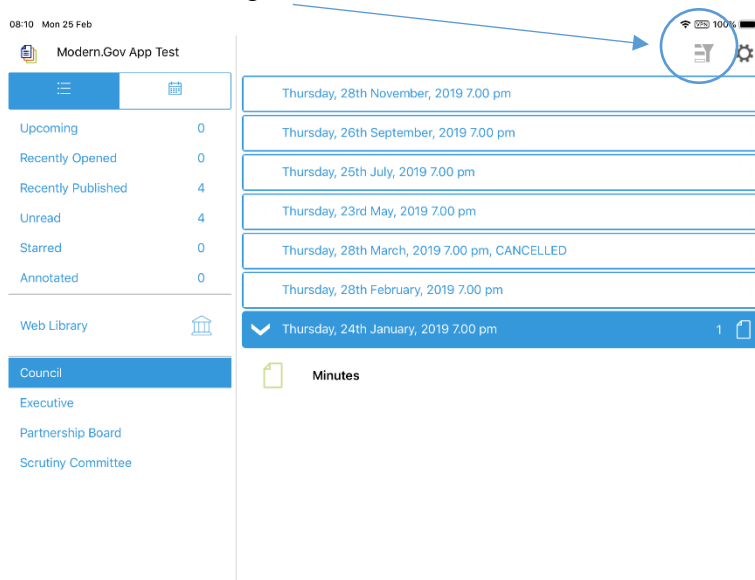 08:10 Mon 25 Feb
VPN 100%
Modern.Gov App Test
Upcoming 0
Recently Opened 0
Recently Published 4
Unread 4
Starred 0
Annotated 0
Web Library
Council
Executive
Partnership Board
Scrutiny Committee
Thursday, 28th November, 2019 7.00 pm
Thursday, 26th September, 2019 7.00 pm
Thursday, 25th July, 2019 7.00 pm
Thursday, 23rd May, 2019 7.00 pm
Thursday, 28th March, 2019 7.00 pm, CANCELLED
Thursday, 28th February, 2019 7.00 pm
Thursday, 24th January, 2019 7.00 pm 1
Minutes